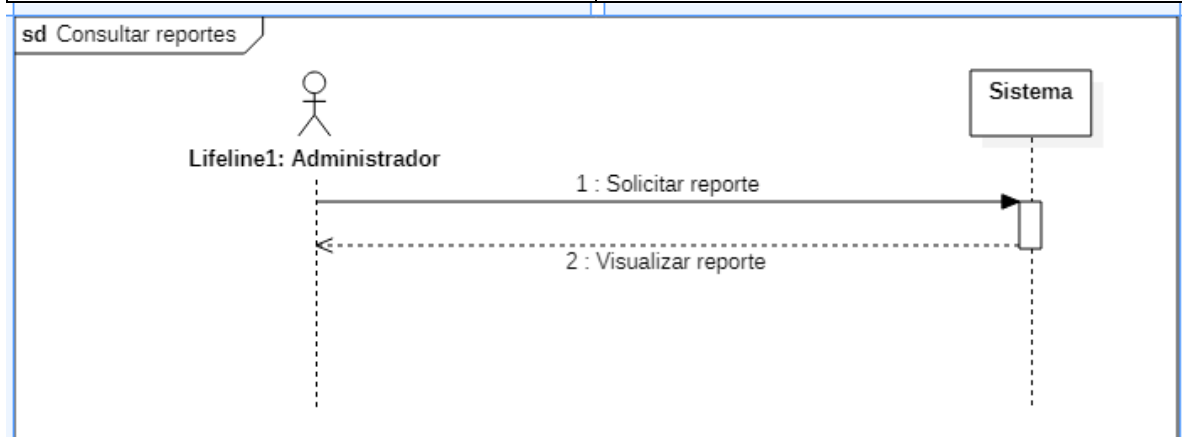 sd Consultar reportes
Sistema
Lifeline1: Administrador
1 : Solicitar reporte
2 : Visualizar reporte